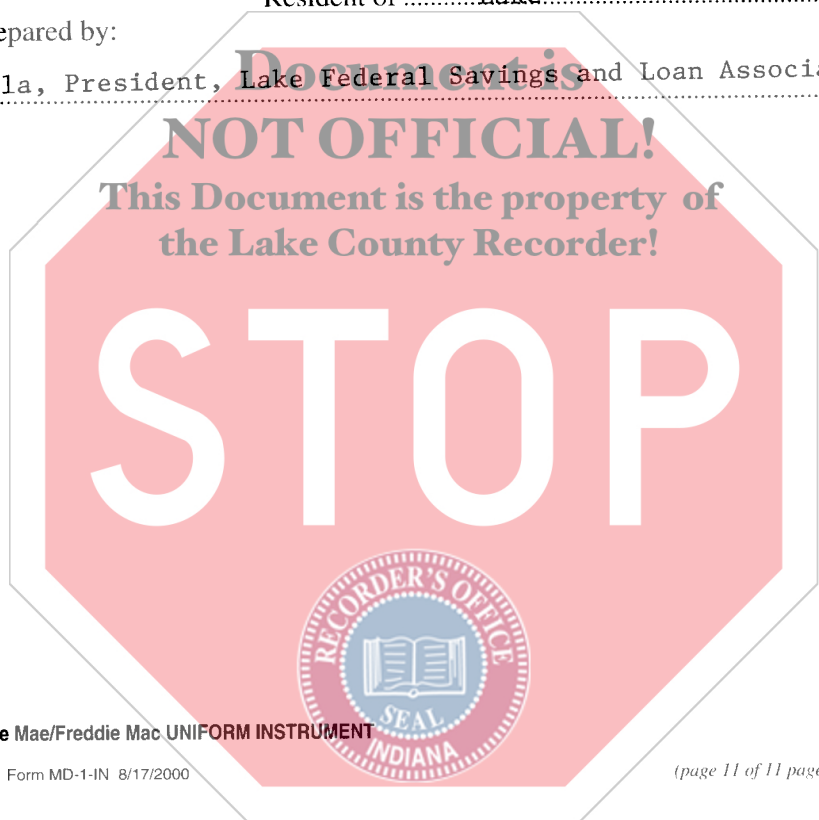 Resident of ..........Lake
epared by:
la, President, Lake Federal Savings and Loan Associa
Document is
NOT OFFICIAL!
This Document is the property of
the Lake County Recorder!
STOP
RECORDER'S OFFICE
SEAL
INDIANA
e Mae/Freddie Mac UNIFORM INSTRUMENT
Form MD-1-IN 8/17/2000
(page 11 of 11 page